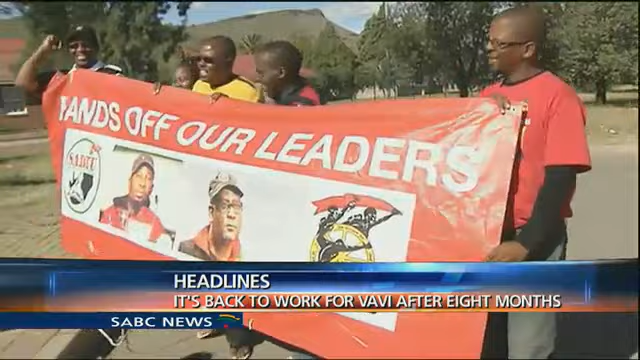 HANDS OFF OUR LEADERS
SADTU
HEADLINES
IT'S BACK TO WORK FOR VAVI AFTER EIGHT MONTHS
SABC NEWS